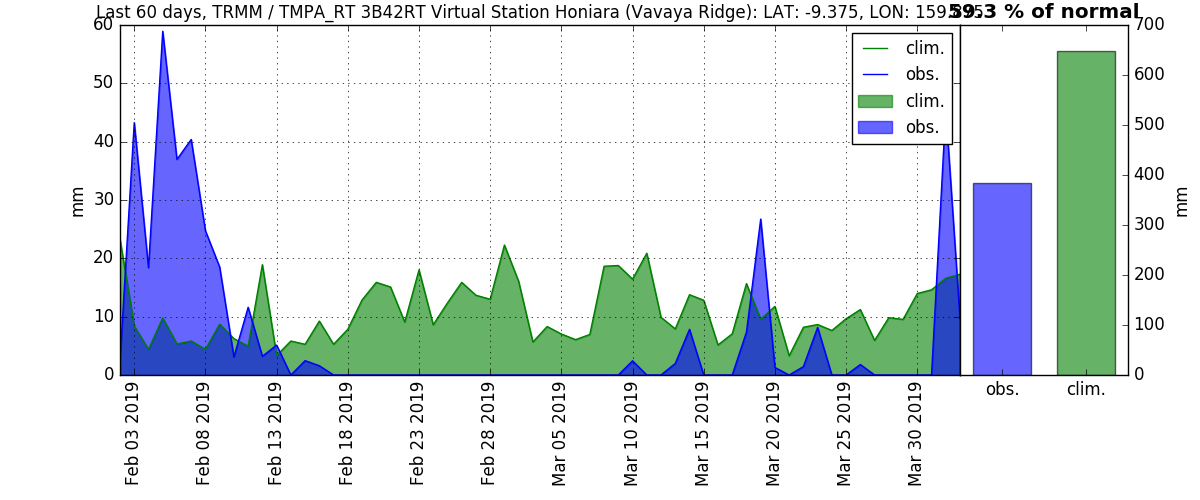 Last 60 days, TRMM / TMPA_RT 3B42RT Virtual Station Honiara (Vavaya Ridge): LAT: -9.375, LON:
59.3 % of normal
60
50
40
30
20
10
0
mm
clim.
obs.
clim.
obs.
700
600
500
400
300
200
100
0
mm
Feb 03 2019
Feb 08 2019
Feb 13 2019
Feb 18 2019
Feb 23 2019
Feb 28 2019
Mar 05 2019
Mar 10 2019
Mar 15 2019
Mar 20 2019
Mar 25 2019
Mar 30 2019
obs.
clim.